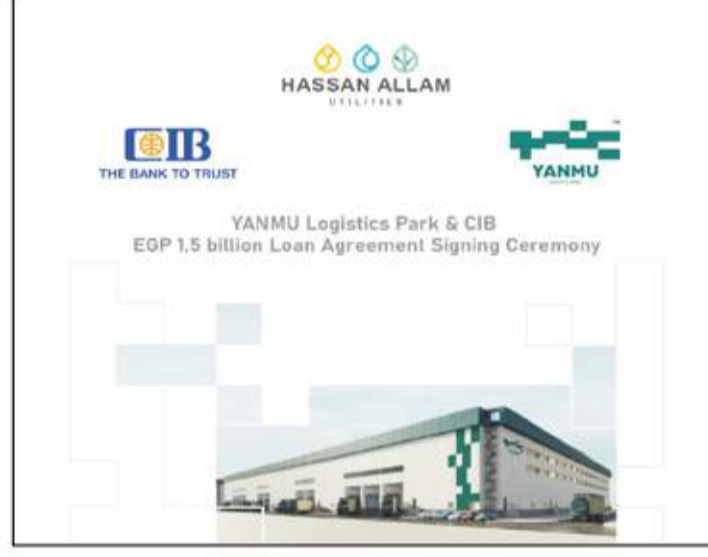 HASSAN ALLAM
UTILITIES
CIB
THE BANK TO TRUST
YANMU
YANMU Logistics Park & CIB
EGP 1.5 billion Loan Agreement Signing Ceremony